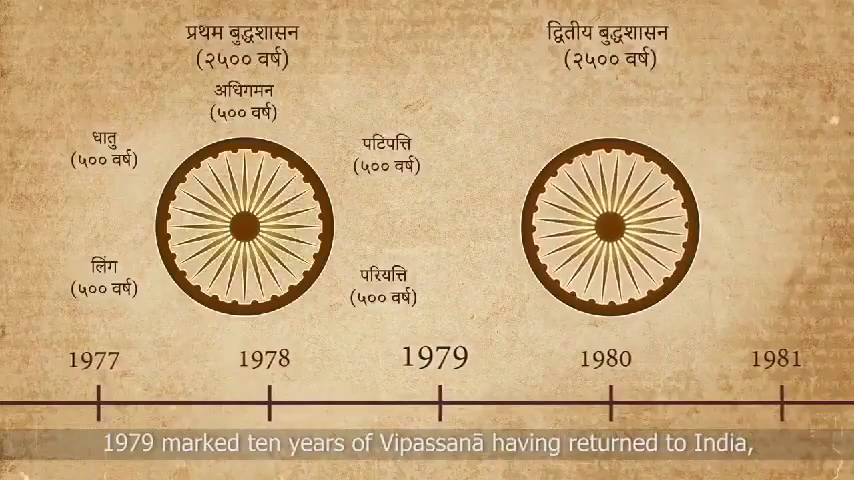 प्रथम बुद्धशासन
(२५०० वर्ष)
द्वितीय बुद्धशासन
(२५०० वर्ष)
अधिगमन
(५०० वर्ष)
धातु
(५०० वर्ष)
पटिपत्ति
(५०० वर्ष)
लिंग
(५०० वर्ष)
परियत्ति
(५०० वर्ष)
1977 1978 1979 1980 1981
1979 marked ten years of Vipassanā having returned to India,